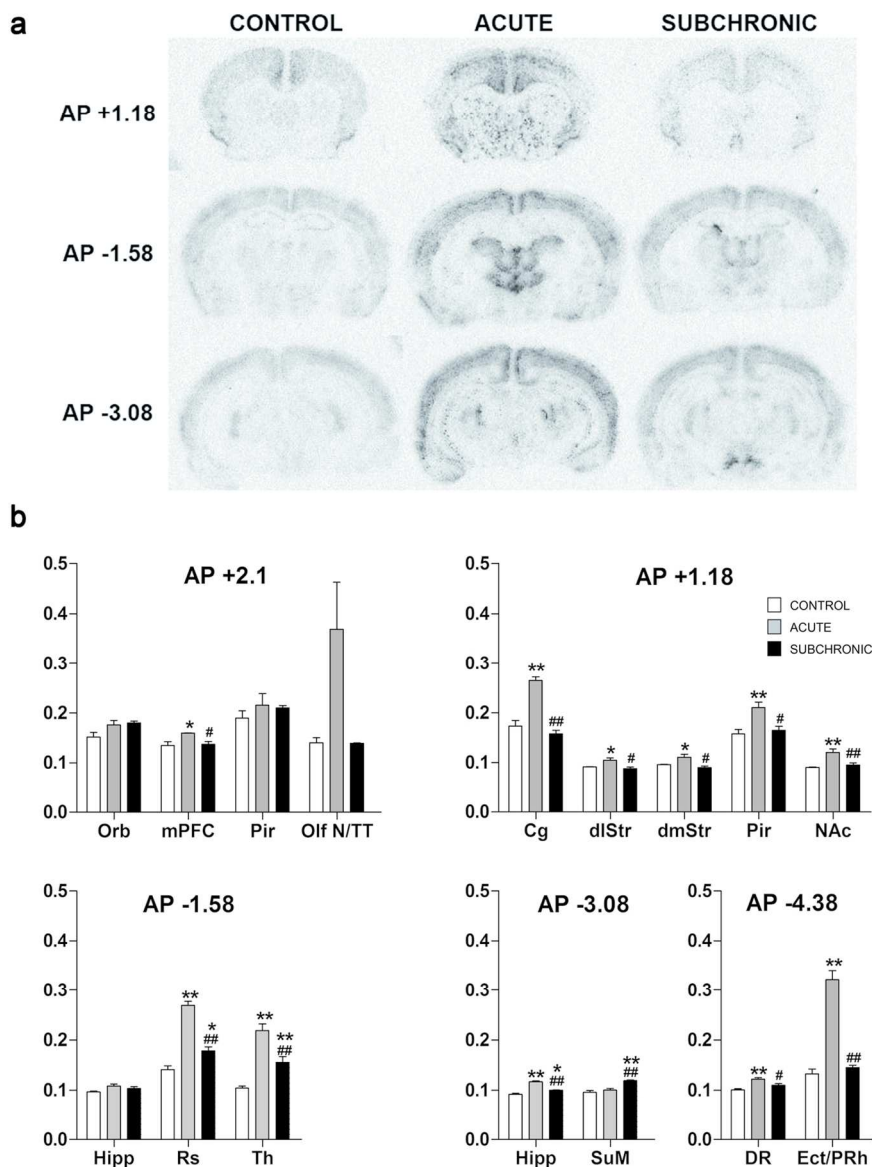 a
CONTROL ACUTE SUBCHRONIC
AP +1.18
AP -1.58
AP -3.08
b
AP +2.1
0.5
0.4
0.3
0.2
0.1
0.0
* #
Orb mPFC Pir Olf N/TT
AP +1.18
CONTROL
ACUTE
SUBCHRONIC
0.5
0.4
0.3
0.2
0.1
0.0
** ## * # * # ** # ** ##
Cg dlStr dmStr Pir NAc
AP -1.58
0.5
0.4
0.3
0.2
0.1
0.0
** * ## ** ** ##
Hipp Rs Th
AP -3.08
0.5
0.4
0.3
0.2
0.1
0.0
** * ## ** ##
Hipp SuM
AP -4.38
0.5
0.4
0.3
0.2
0.1
0.0
** # ** ##
DR Ect/PRh